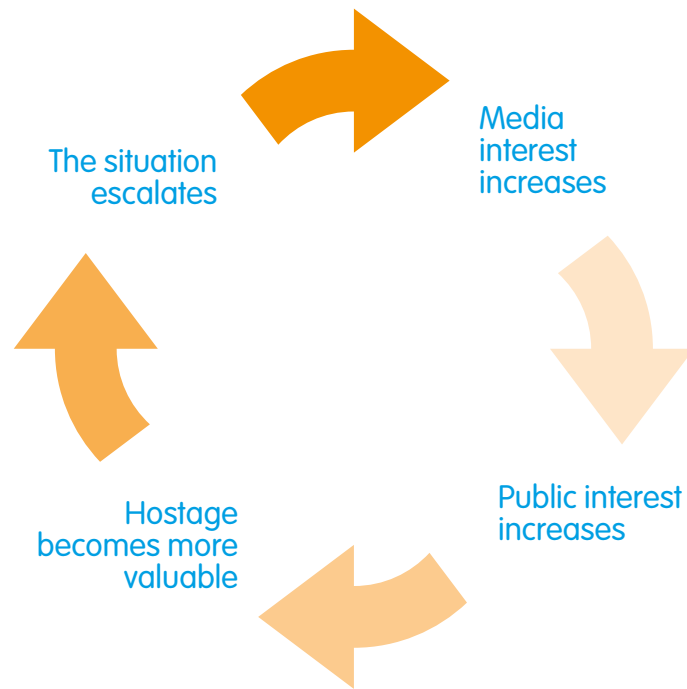 The situation
escalates
Media
interest
increases
Public interest
increases
Hostage
becomes more
valuable